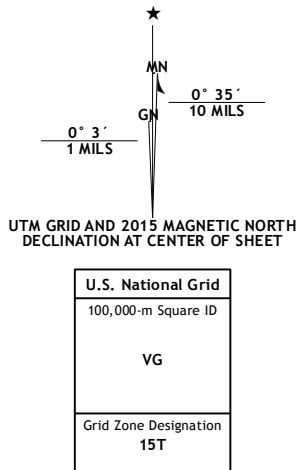 ★
MN
GN
0° 35´
10 MILS
0° 3´
1 MILS
UTM GRID AND 2015 MAGNETIC NORTH
DECLINATION AT CENTER OF SHEET
U.S. National Grid
100,000-m Square ID
VG
Grid Zone Designation
15T